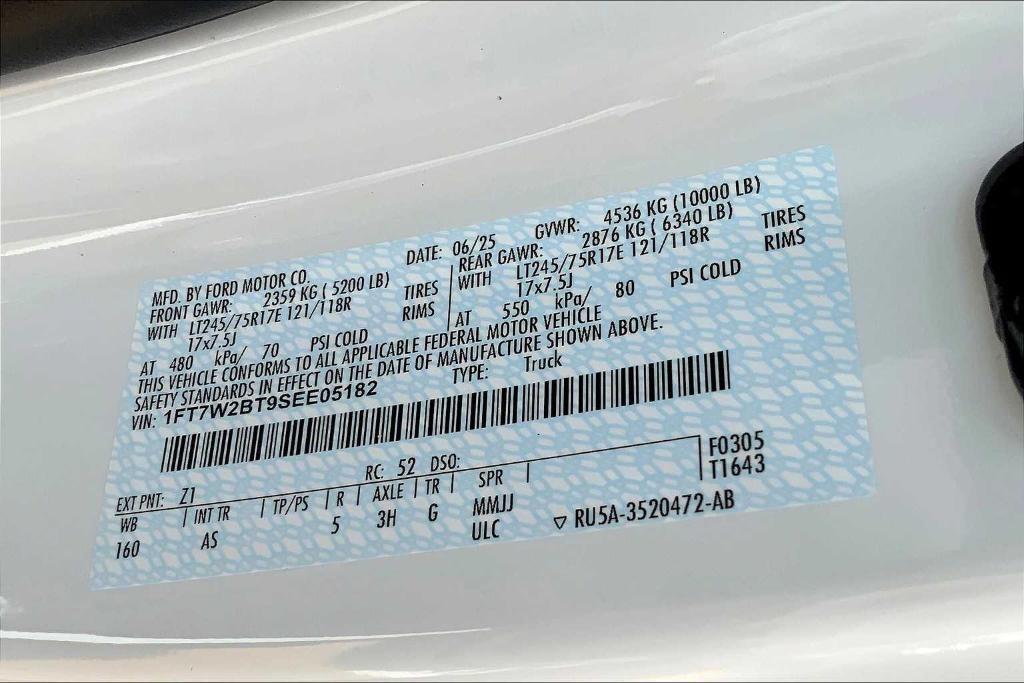 MFD. BY FORD MOTOR CO.
DATE: 06/25
GVWR: 4536 KG (10000 LB)
FRONT GAWR: 2359 KG ( 5200 LB)
REAR GAWR: 2876 KG ( 6340 LB)
WITH LT245/75R17E 121/118R TIRES
WITH LT245/75R17E 121/118R TIRES
17x7.5J RIMS
17x7.5J RIMS
AT 480 kPa/ 70 PSI COLD
AT 550 kPa/ 80 PSI COLD
THIS VEHICLE CONFORMS TO ALL APPLICABLE FEDERAL MOTOR VEHICLE
SAFETY STANDARDS IN EFFECT ON THE DATE OF MANUFACTURE SHOWN ABOVE.
VIN: 1FT7W2BT9SEE05182
TYPE: Truck
F0305
T1643
EXT PNT: Z1 RC: 52 DSO:
WB | INT TR | TP/PS | R | AXLE | TR | SPR |
160 AS 5 3H G MMJJ
ULC
▽ RU5A-3520472-AB